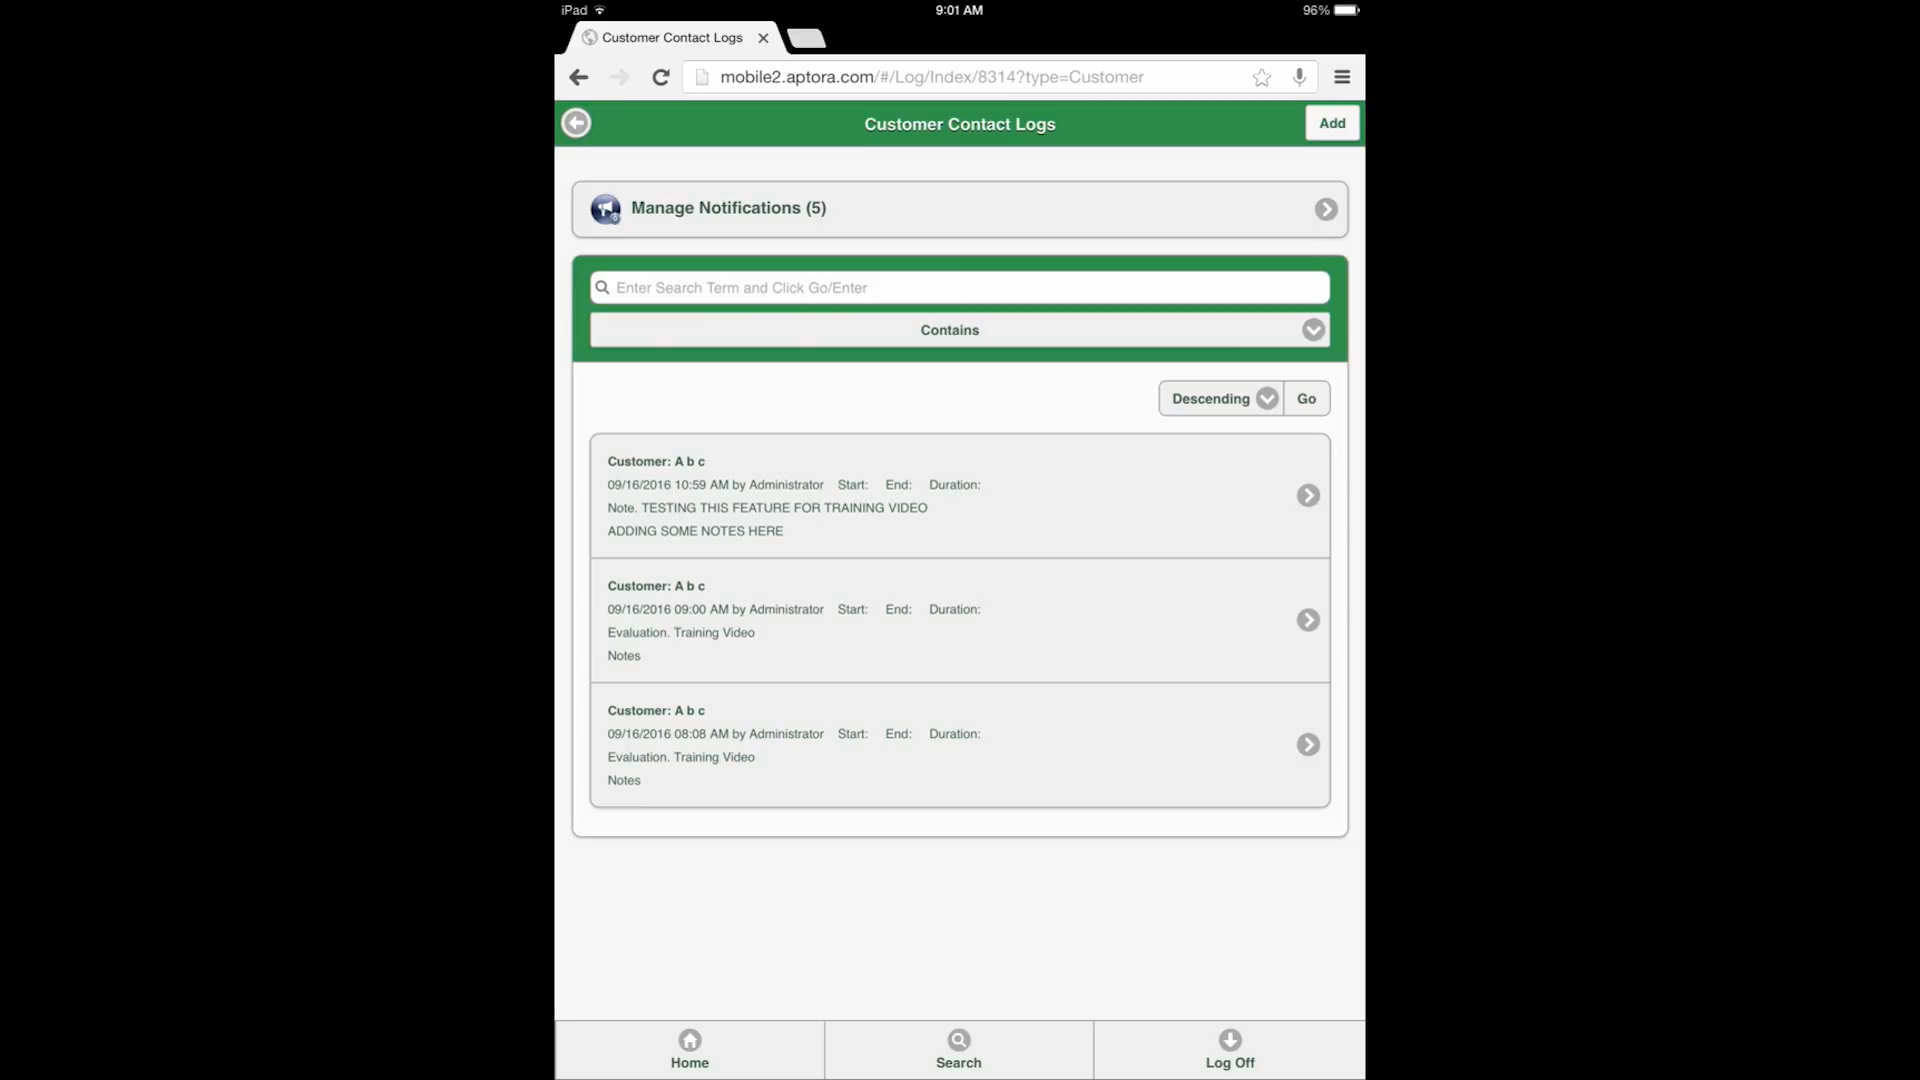 iPad 9:01 AM 96%
Customer Contact Logs
mobile2.aptora.com/#/Log/Index/8314?type=Customer
Customer Contact Logs Add
Manage Notifications (5)
Enter Search Term and Click Go/Enter
Contains
Descending Go
Customer: A b c
09/16/2016 10:59 AM by Administrator Start: End: Duration:
Note. TESTING THIS FEATURE FOR TRAINING VIDEO
ADDING SOME NOTES HERE
Customer: A b c
09/16/2016 09:00 AM by Administrator Start: End: Duration:
Evaluation. Training Video
Notes
Customer: A b c
09/16/2016 08:08 AM by Administrator Start: End: Duration:
Evaluation. Training Video
Notes
Home Search Log Off